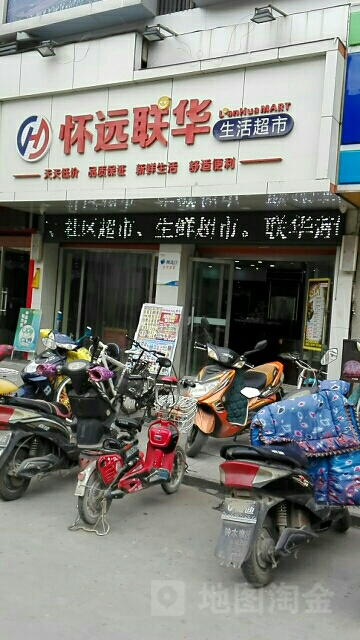 怀远联华
LianHua MART
生活超市
天天低价 品质保证 新鲜生活 舒适便利
、社区超市、生鲜超市。联华
地图淘金